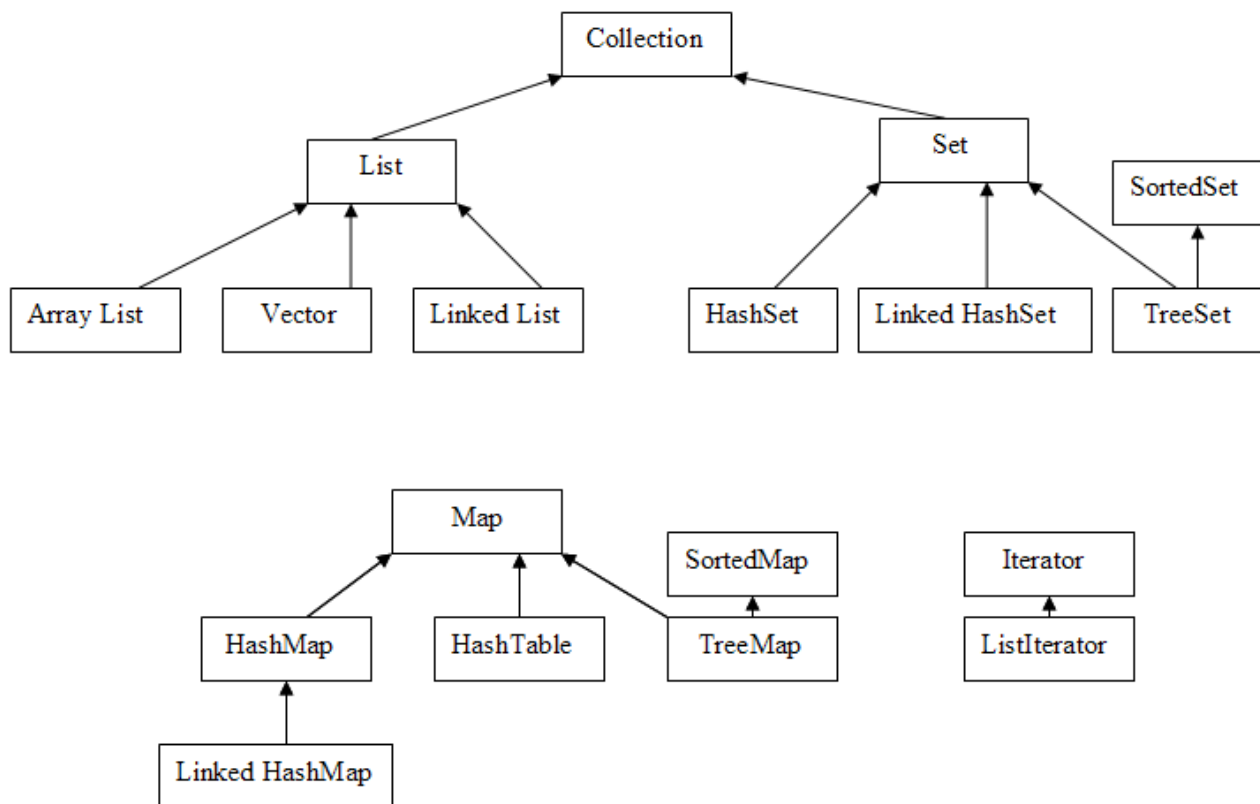 Collection
List
Set
SortedSet
Array List
Vector
Linked List
HashSet
Linked HashSet
TreeSet
Map
SortedMap
Iterator
HashMap
HashTable
TreeMap
ListIterator
Linked HashMap